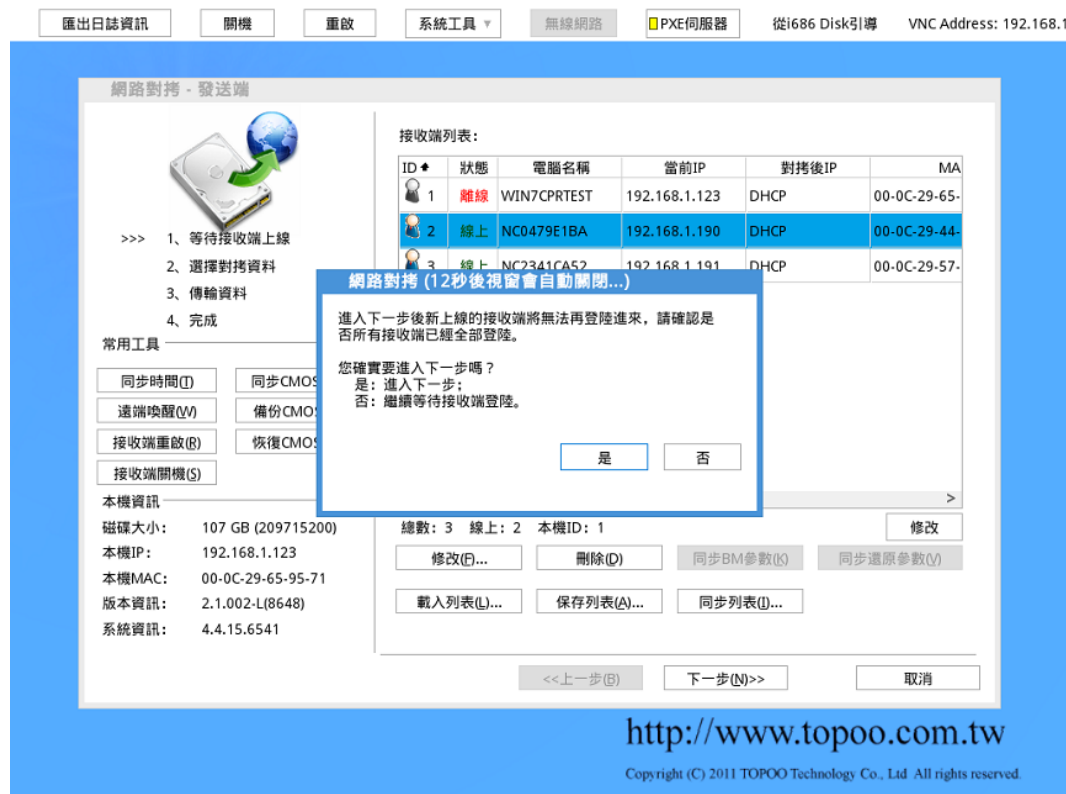 匯出日誌資訊 關機 重啟 系統工具 ▼ 無線網路 PXE伺服器 從i686 Disk引導 VNC Address: 192.168.1
網路對拷 - 發送端
>>> 1、等待接收端上線
2、選擇對拷資料
3、傳輸資料
4、完成
常用工具
同步時間(T) 同步CMOS
遠端喚醒(W) 備份CMOS
接收端重啟(R) 恢復CMOS
接收端關機(S)
本機資訊
磁碟大小: 107 GB (209715200)
本機IP: 192.168.1.123
本機MAC: 00-0C-29-65-95-71
版本資訊: 2.1.002-L(8648)
系統資訊: 4.4.15.6541
接收端列表:
ID 狀態 電腦名稱 當前IP 對拷後IP MA
1 離線 WIN7CPRTEST 192.168.1.123 DHCP 00-0C-29-65-
2 線上 NC0479E1BA 192.168.1.190 DHCP 00-0C-29-44-
3 線上 NC2341CA52 192.168.1.191 DHCP 00-0C-29-57-
網路對拷 (12秒後視窗會自動關閉...)
進入下一步後新上線的接收端將無法再登陸進來，請確認是
否所有接收端已經全部登陸。
您確實要進入下一步嗎？
是: 進入下一步;
否: 繼續等待接收端登陸。
是 否
>
總數: 3 線上: 2 本機ID: 1 修改
修改(F)... 刪除(D) 同步BM參數(K) 同步還原參數(V)
載入列表(L)... 保存列表(A)... 同步列表(I)...
<<上一步(B) 下一步(N)>> 取消
http://www.topoo.com.tw
Copyright (C) 2011 TOPOO Technology Co., Ltd All rights reserved.